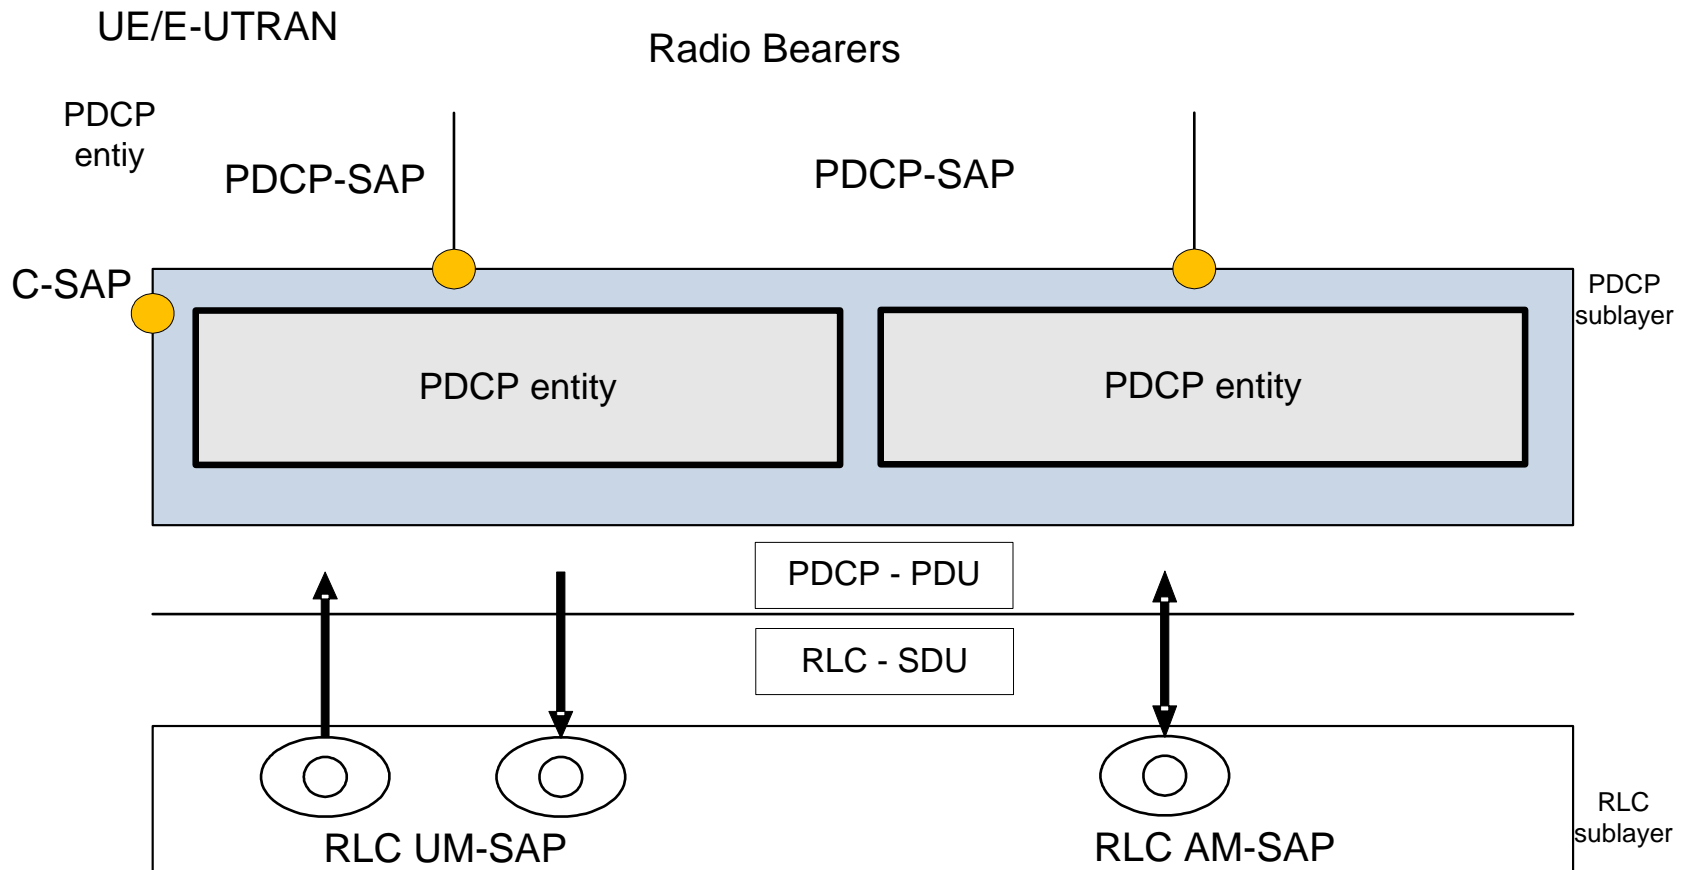 UE/E-UTRAN
Radio Bearers
PDCP
entiy
PDCP-SAP
PDCP-SAP
C-SAP
PDCP
sublayer
PDCP entity
PDCP entity
PDCP - PDU
RLC - SDU
RLC
sublayer
RLC UM-SAP
RLC AM-SAP